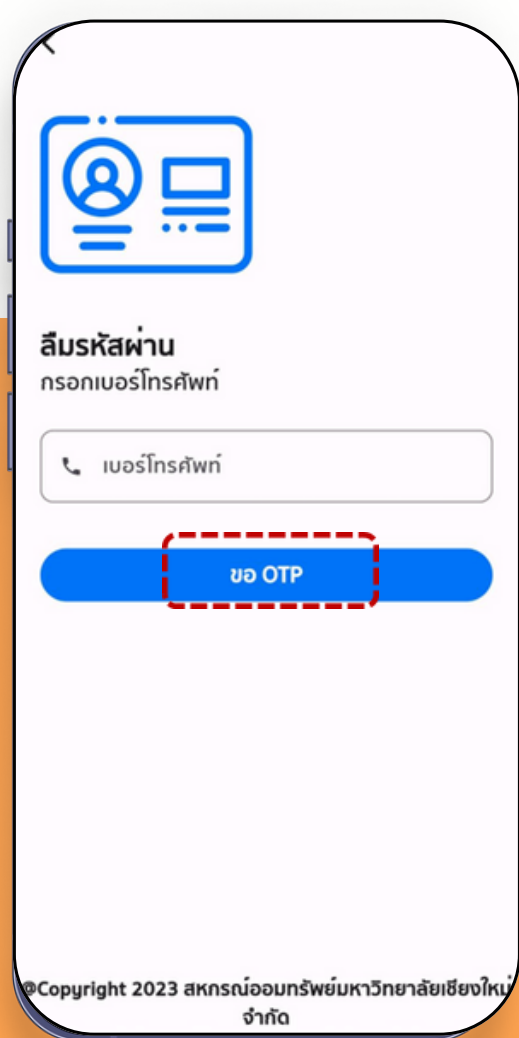 ลืมรหัสผ่าน
กรอกเบอร์โทรศัพท์
เบอร์โทรศัพท์
ขอ OTP
@Copyright 2023 สหกรณ์ออมทรัพย์มหาวิทยาลัยเชียงใหม่
จำกัด